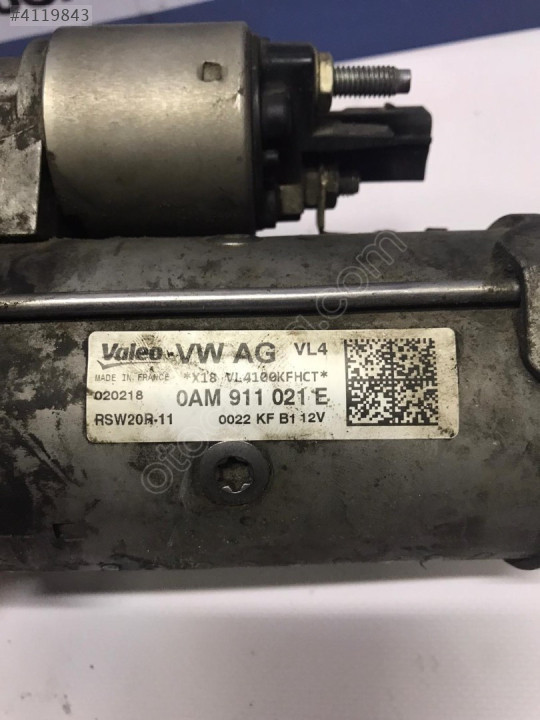 #4119843
Valeo-VW AG VL4
MADE IN FRANCE *X18 VL4100KFHCT*
020218 0AM 911 021 E
RSW20R-11 0022 KF B1 12V